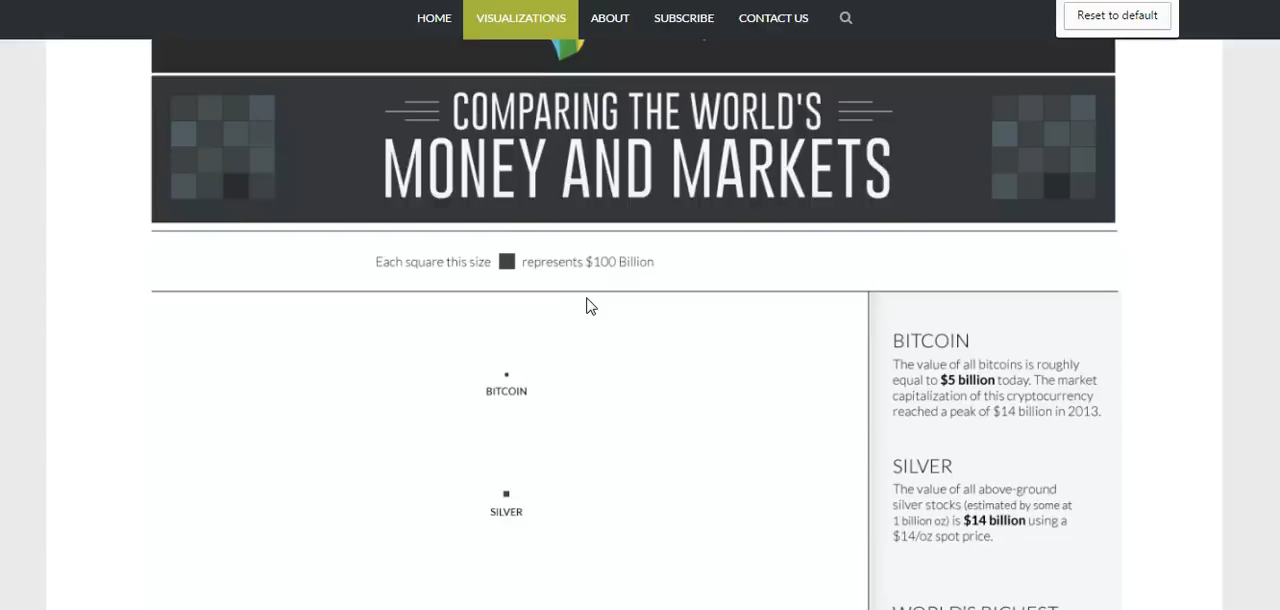 HOME VISUALIZATIONS ABOUT SUBSCRIBE CONTACT US Reset to default
COMPARING THE WORLD'S
MONEY AND MARKETS
Each square this size represents $100 Billion
BITCOIN
SILVER
BITCOIN
The value of all bitcoins is roughly
equal to $5 billion today. The market
capitalization of this cryptocurrency
reached a peak of $14 billion in 2013.
SILVER
The value of all above-ground
silver stocks (estimated by some at
1 billion oz) is $14 billion using a
$14/oz spot price.
WORLD'S RICHEST